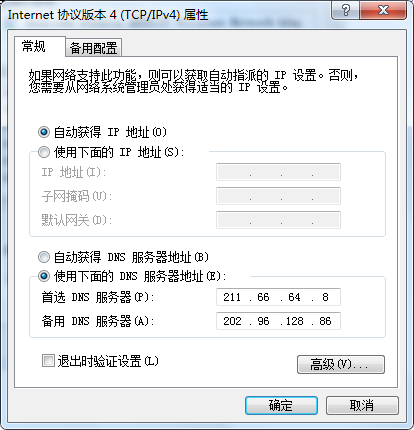 Internet 协议版本 4 (TCP/IPv4) 属性
常规 备用配置
如果网络支持此功能，则可以获取自动指派的 IP 设置。否则，
您需要从网络系统管理员处获得适当的 IP 设置。
自动获得 IP 地址(O)
使用下面的 IP 地址(S):
IP 地址(I): . . .
子网掩码(U): . . .
默认网关(D): . . .
自动获得 DNS 服务器地址(B)
使用下面的 DNS 服务器地址(E):
首选 DNS 服务器(P): 211 . 66 . 64 . 8
备用 DNS 服务器(A): 202 . 96 .128 . 86
退出时验证设置(L)
高级(V)...
确定 取消